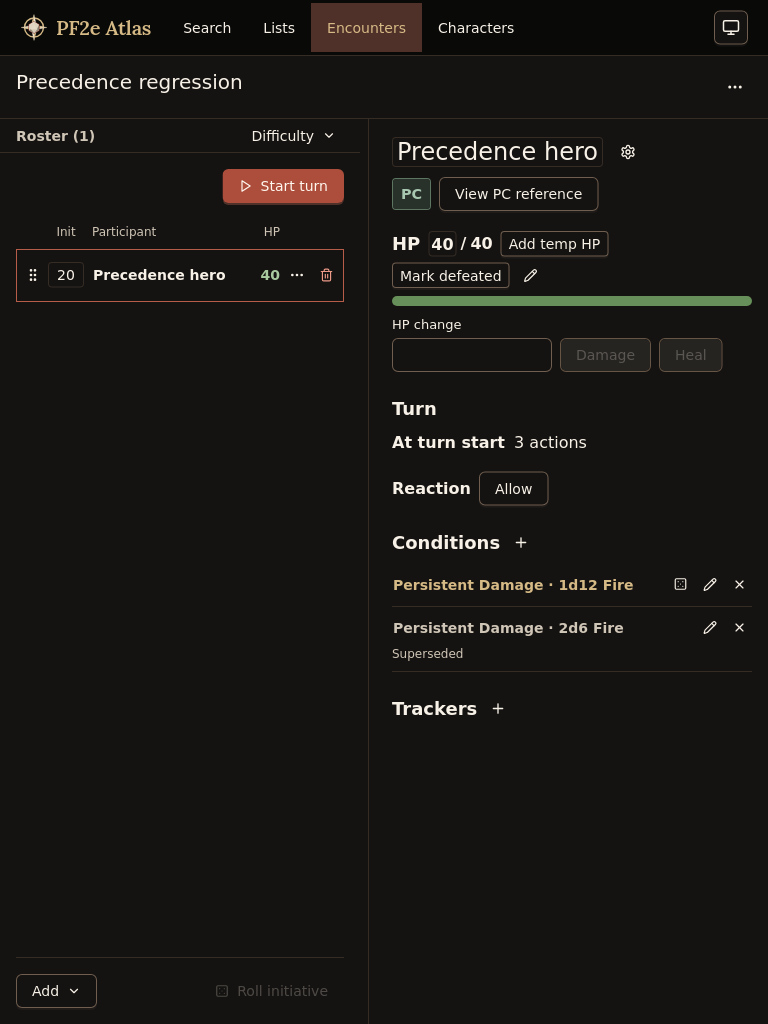 PF2e Atlas Search Lists Encounters Characters
Precedence regression
Roster (1) Difficulty
Start turn
Init Participant HP
20 Precedence hero 40
Add Roll initiative
Precedence hero
PC View PC reference
HP 40 / 40 Add temp HP
Mark defeated
HP change
Damage Heal
Turn
At turn start 3 actions
Reaction Allow
Conditions +
Persistent Damage · 1d12 Fire
Persistent Damage · 2d6 Fire
Superseded
Trackers +